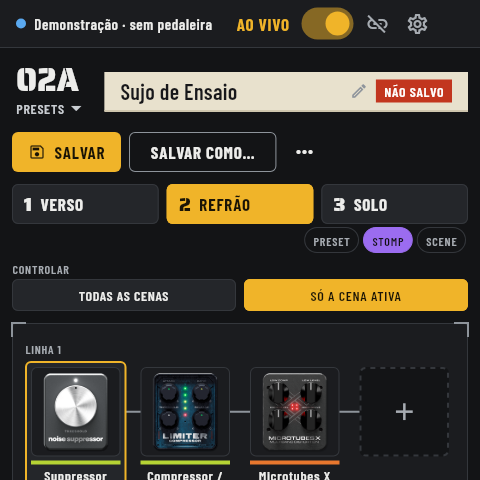 Demonstração · sem pedaleira
AO VIVO
02A
PRESETS
Sujo de Ensaio
NÃO SALVO
SALVAR
SALVAR COMO...
1 VERSO
2 REFRÃO
3 SOLO
PRESET
STOMP
SCENE
CONTROLAR
TODAS AS CENAS
SÓ A CENA ATIVA
LINHA 1
noise suppressor
LIMITER
COMPRESSOR
MICROTUBES X
Suppressor
Compressor /
Microtubes X